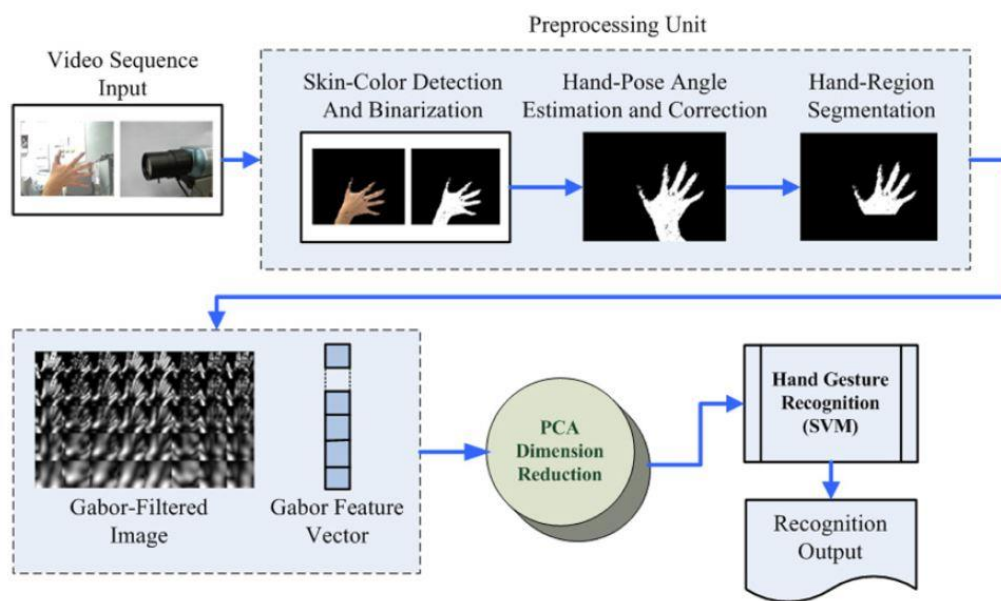 Preprocessing Unit
Video Sequence
Input
Skin-Color Detection
And Binarization
Hand-Pose Angle
Estimation and Correction
Hand-Region
Segmentation
Gabor-Filtered
Image
Gabor Feature
Vector
PCA
Dimension
Reduction
Hand Gesture
Recognition
(SVM)
Recognition
Output